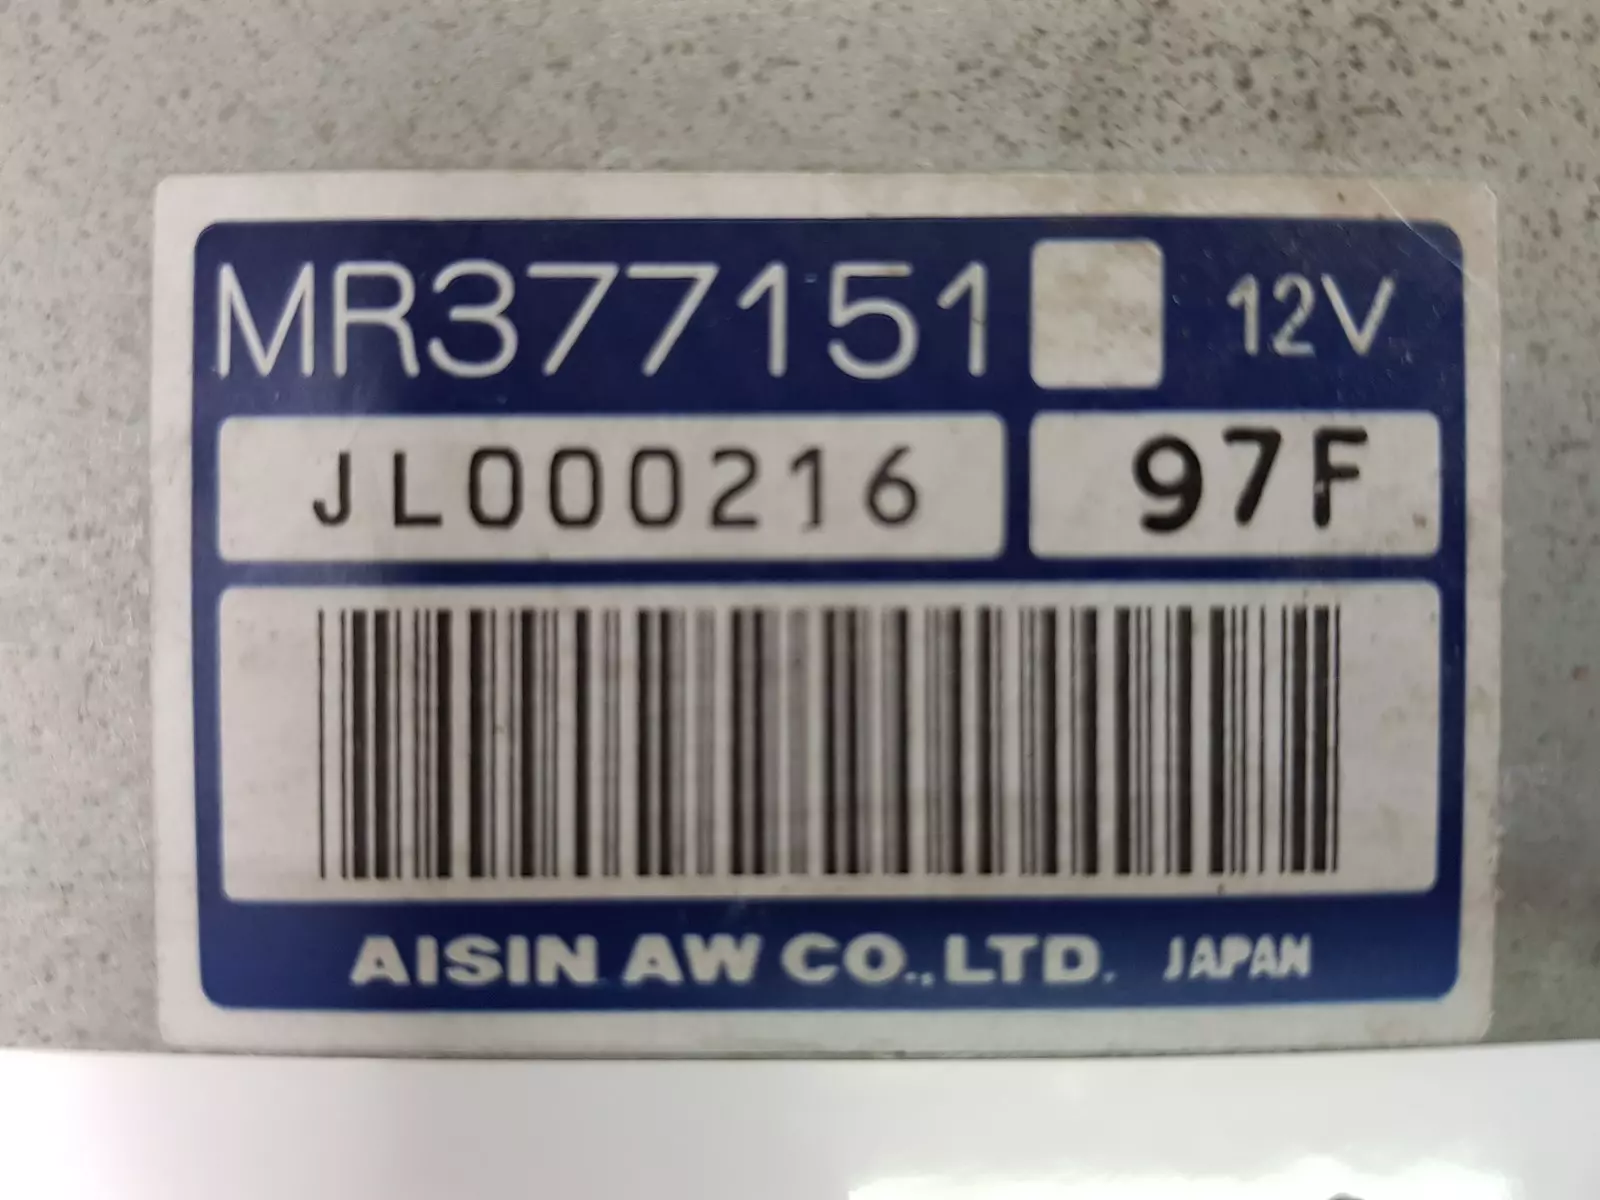 MR377151 12V
JL000216 97F
AISIN AW CO.,LTD. JAPAN